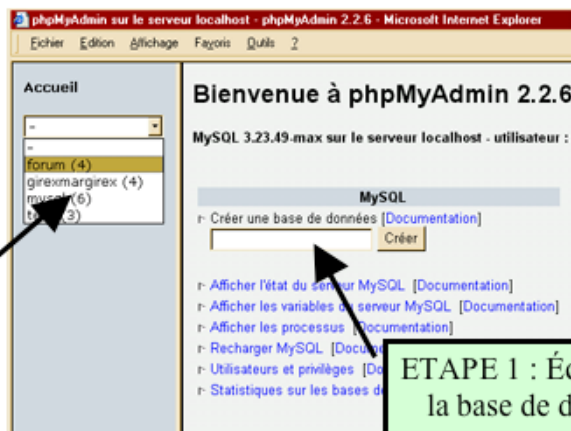 phpMyAdmin sur le serveur localhost - phpMyAdmin 2.2.6 - Microsoft Internet Explorer
Fichier Edition Affichage Favoris Outils ?
Accueil
-
-
forum (4)
girexmargirex (4)
mysql (6)
(3)
Bienvenue à phpMyAdmin 2.2.6
MySQL 3.23.49-max sur le serveur localhost - utilisateur :
MySQL
Créer une base de données [Documentation]
Créer
Afficher l'état du serveur MySQL [Documentation]
Afficher les variables du serveur MySQL [Documentation]
Afficher les processus [Documentation]
Recharger MySQL [Docume
Utilisateurs et privilèges [Do
Statistiques sur les bases d
ETAPE 1 : Éc
la base de d